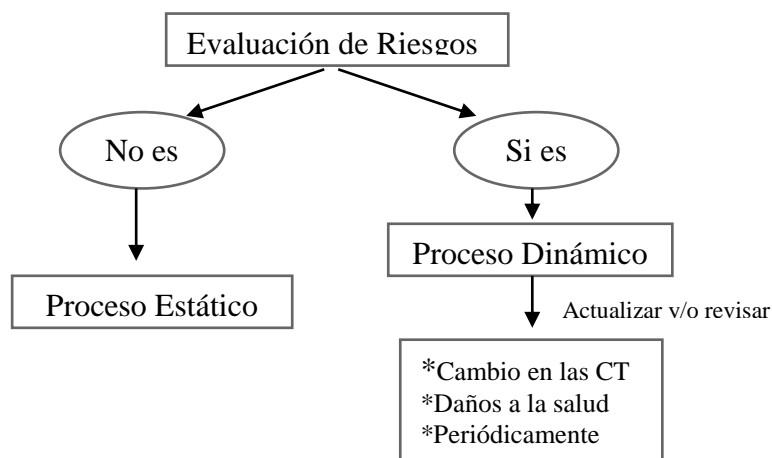 Evaluación de Riesgos
No es
Si es
Proceso Dinámico
Proceso Estático
Actualizar y/o revisar
*Cambio en las CT
*Daños a la salud
*Periódicamente